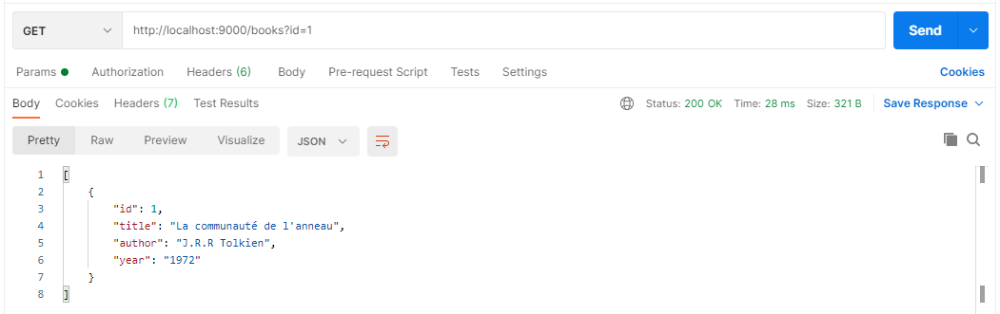 GET http://localhost:9000/books?id=1 Send
Params Authorization Headers (6) Body Pre-request Script Tests Settings Cookies
Body Cookies Headers (7) Test Results Status: 200 OK Time: 28 ms Size: 321 B Save Response
Pretty Raw Preview Visualize JSON
1 [
2 {
3 "id": 1,
4 "title": "La communauté de l'anneau",
5 "author": "J.R.R Tolkien",
6 "year": "1972"
7 }
8 ]